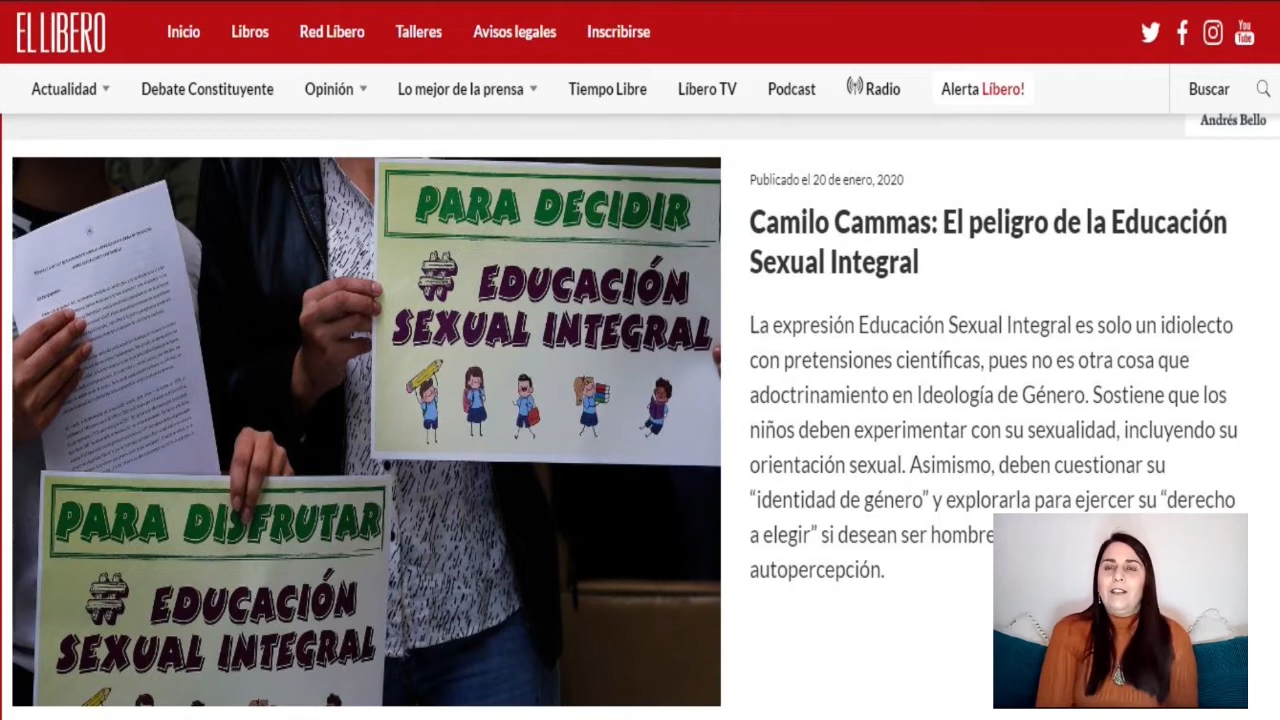 EL LIBERO
Inicio Libros Red Líbero Talleres Avisos legales Inscribirse
You
Tube
Actualidad Debate Constituyente Opinión Lo mejor de la prensa Tiempo Libre Líbero TV Podcast Radio Alerta Líbero! Buscar
Andrés Bello
PARA DECIDIR
# EDUCACIÓN
SEXUAL INTEGRAL
PARA DISFRUTAR
# EDUCACIÓN
SEXUAL INTEGRAL
Publicado el 20 de enero, 2020
Camilo Cammas: El peligro de la Educación
Sexual Integral
La expresión Educación Sexual Integral es solo un idiolecto
con pretensiones científicas, pues no es otra cosa que
adoctrinamiento en Ideología de Género. Sostiene que los
niños deben experimentar con su sexualidad, incluyendo su
orientación sexual. Asimismo, deben cuestionar su
“identidad de género” y explorarla para ejercer su “derecho
a elegir” si desean ser hombre
autopercepción.